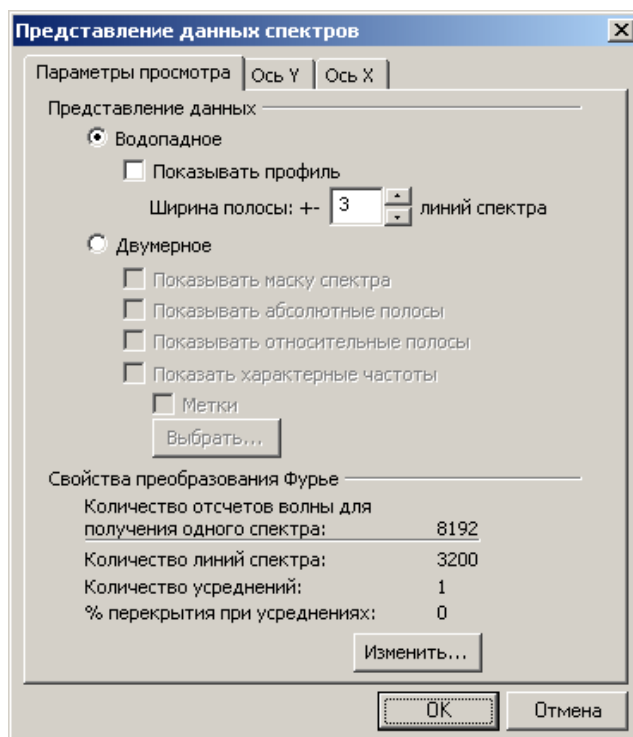 Представление данных спектров
Параметры просмотра Ось Y Ось X
Представление данных
Водопадное
Показывать профиль
Ширина полосы: +- 3 линий спектра
Двумерное
Показывать маску спектра
Показывать абсолютные полосы
Показывать относительные полосы
Показать характерные частоты
Метки
Выбрать...
Свойства преобразования Фурье
Количество отсчетов волны для
получения одного спектра: 8192
Количество линий спектра: 3200
Количество усреднений: 1
% перекрытия при усреднениях: 0
Изменить...
OK Отмена